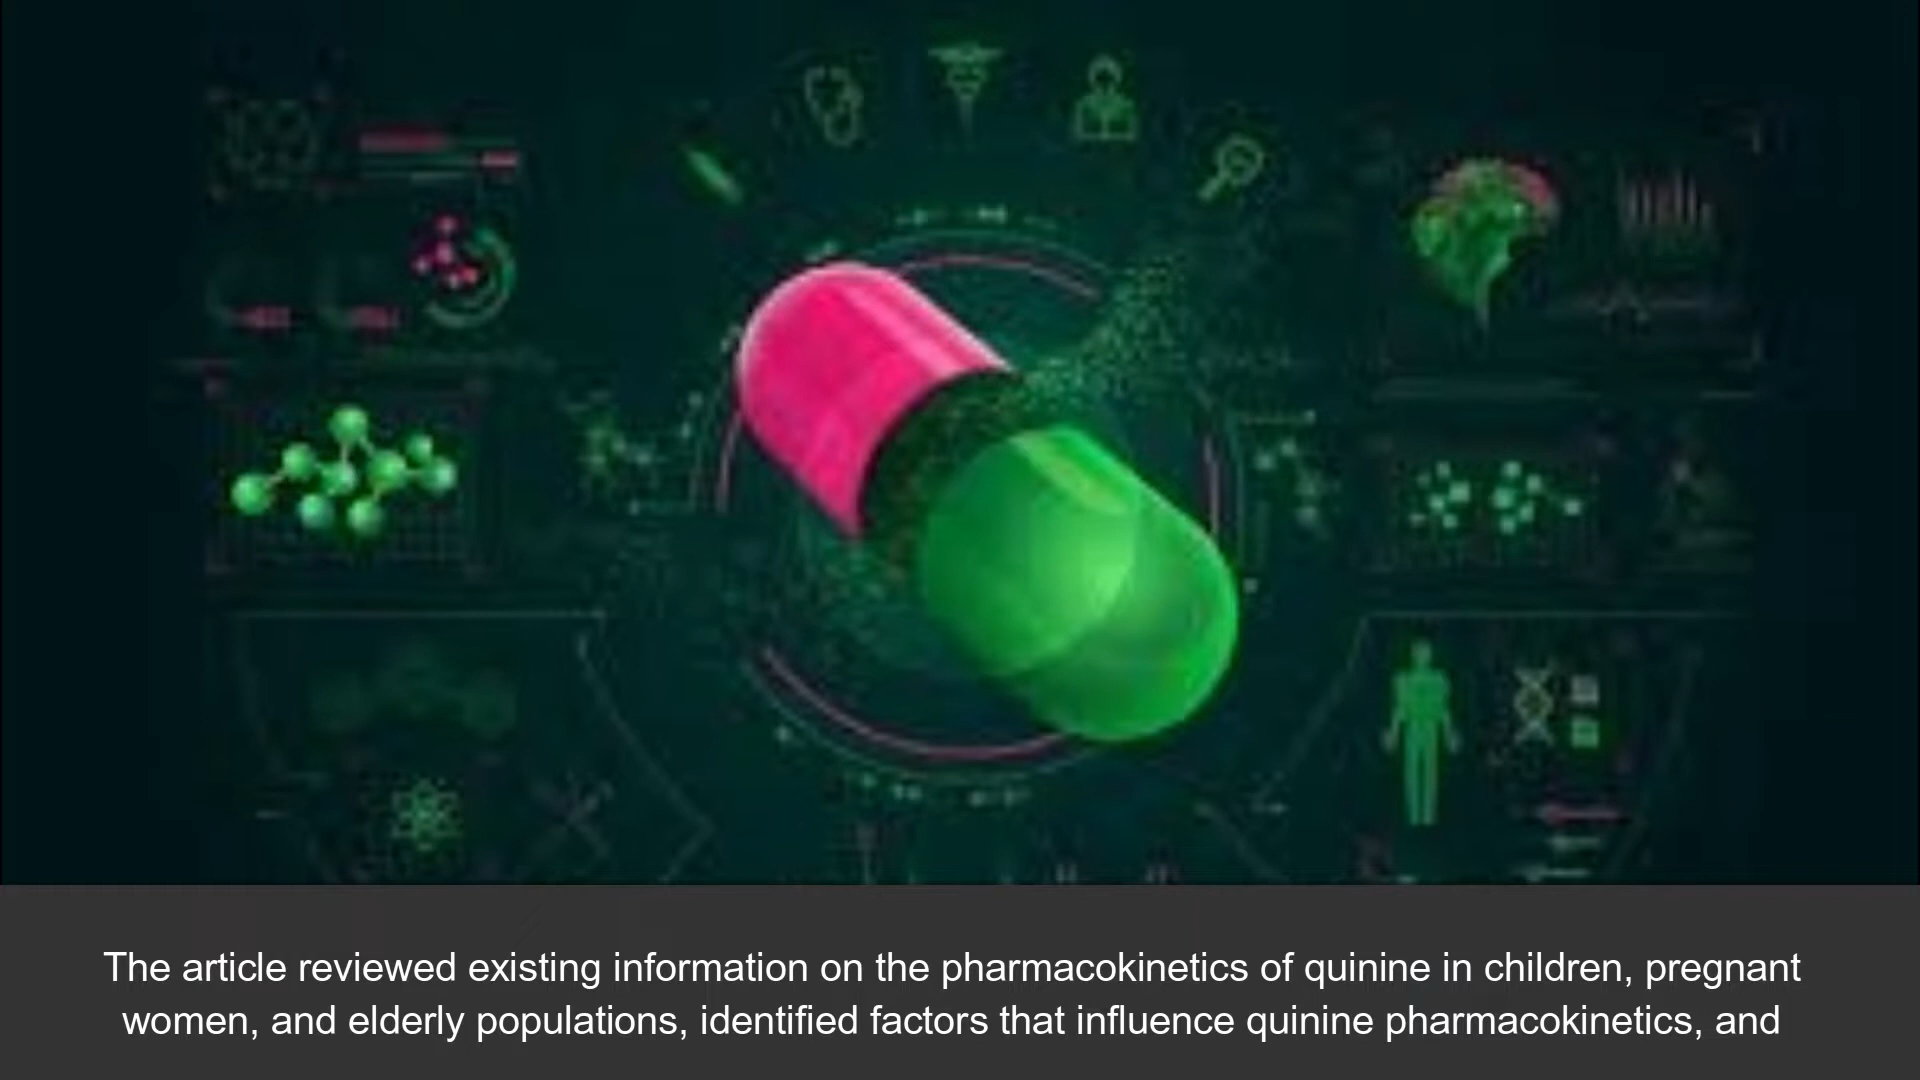 The article reviewed existing information on the pharmacokinetics of quinine in children, pregnant
women, and elderly populations, identified factors that influence quinine pharmacokinetics, and